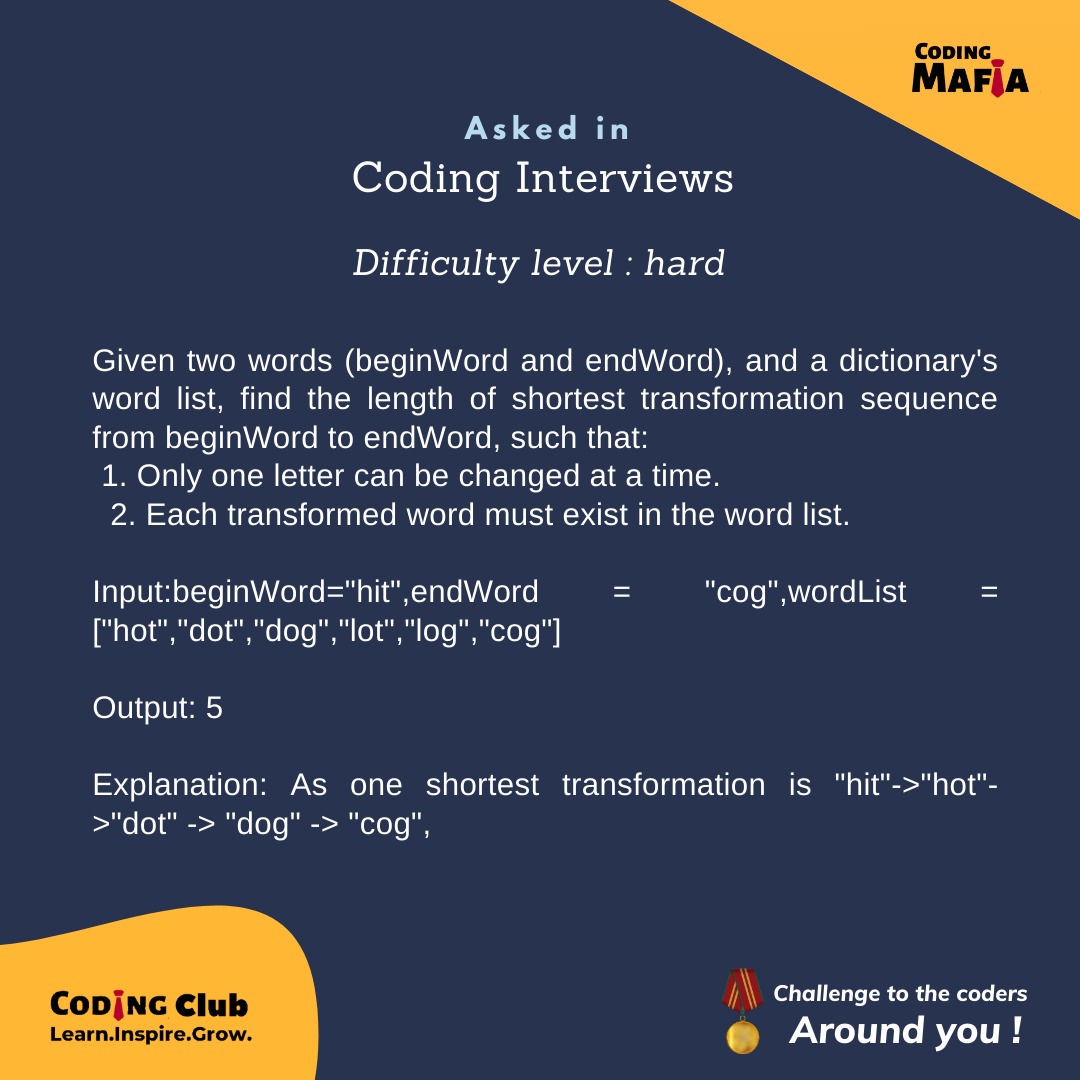 CODING
MAFIA
Asked in
Coding Interviews
Difficulty level : hard
Given two words (beginWord and endWord), and a dictionary's
word list, find the length of shortest transformation sequence
from beginWord to endWord, such that:
1. Only one letter can be changed at a time.
2. Each transformed word must exist in the word list.
Input:beginWord="hit",endWord = "cog",wordList =
["hot","dot","dog","lot","log","cog"]
Output: 5
Explanation: As one shortest transformation is "hit"->"hot"-
>"dot" -> "dog" -> "cog",
CODING Club
Learn.Inspire.Grow.
Challenge to the coders
Around you !